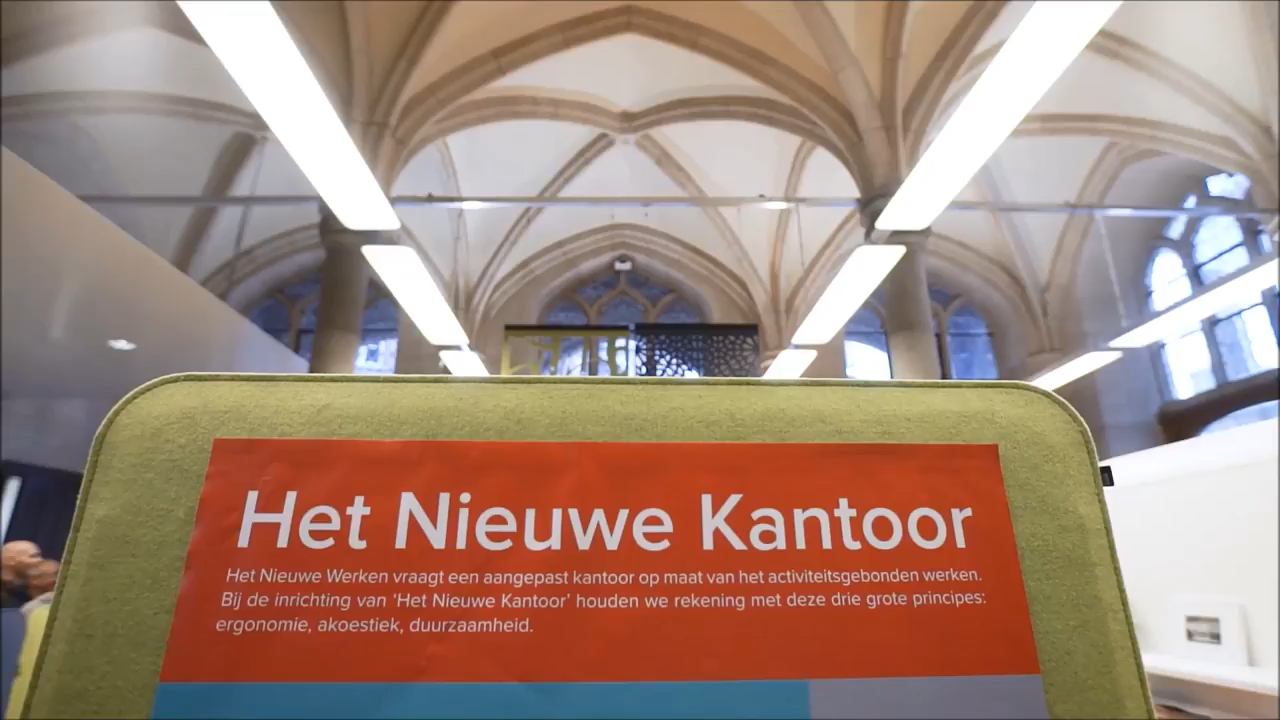 Het Nieuwe Kantoor
Het Nieuwe Werken vraagt een aangepast kantoor op maat van het activiteitsgebonden werken.
Bij de inrichting van ‘Het Nieuwe Kantoor’ houden we rekening met deze drie grote principes:
ergonomie, akoestiek, duurzaamheid.